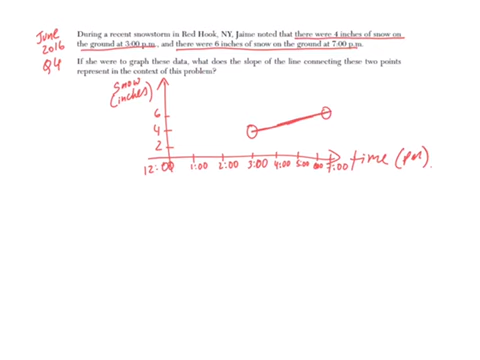 June
2016
Q4
During a recent snowstorm in Red Hook, NY, Jaime noted that there were 4 inches of snow on
the ground at 3:00 p.m., and there were 6 inches of snow on the ground at 7:00 p.m.
If she were to graph these data, what does the slope of the line connecting these two points
represent in the context of this problem?
snow
(inches)
6
4
2
12:00 1:00 2:00 3:00 4:00 5:00 6:00 7:00 time (pm).